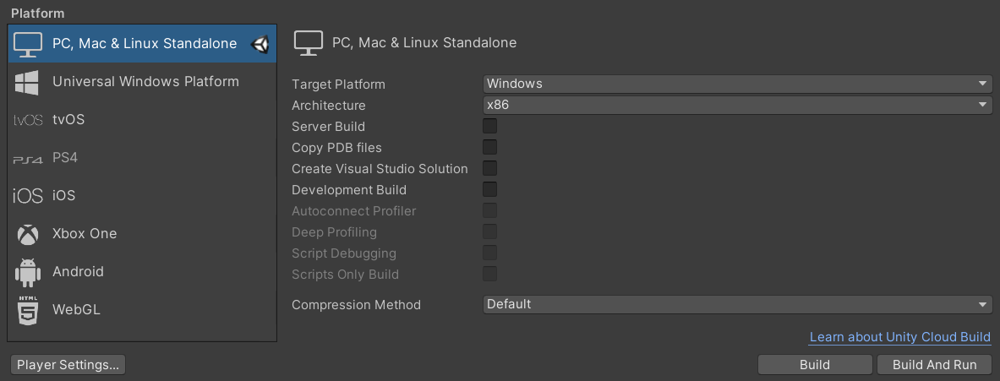 Platform
PC, Mac & Linux Standalone
Universal Windows Platform
tvOS tvOS
PS4 PS4
iOS iOS
Xbox One
Android
HTML
5 WebGL
PC, Mac & Linux Standalone
Target Platform Windows
Architecture x86
Server Build
Copy PDB files
Create Visual Studio Solution
Development Build
Autoconnect Profiler
Deep Profiling
Script Debugging
Scripts Only Build
Compression Method Default
Learn about Unity Cloud Build
Player Settings... Build Build And Run